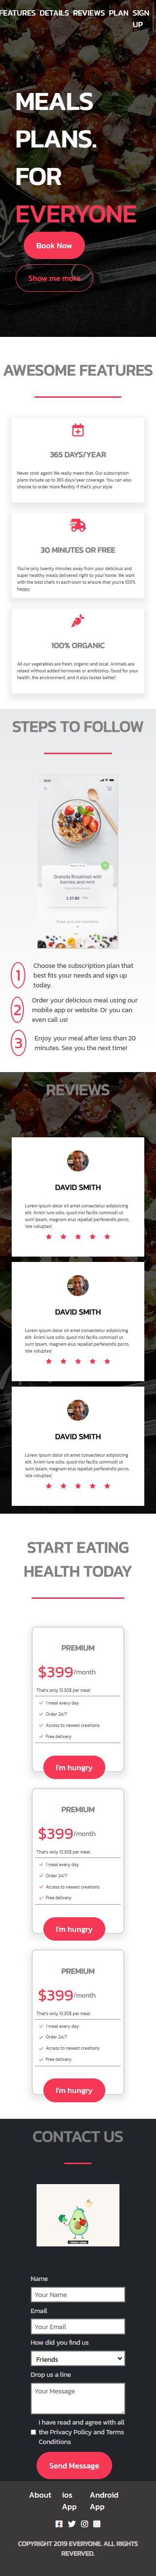 FEATURES DETAILS REVIEWS PLAN SIGN
UP
MEALS
PLANS.
FOR
EVERYONE
Book Now
Show me more
AWESOME FEATURES
365 DAYS/YEAR
Never cook again! We really mean that. Our subscription
plans include up to 365 days/year coverage. You can also
choose to order more flexibly if that's your style.
30 MINUTES OR FREE
You're only twenty minutes away from your delicious and
super healthy meals delivered right to your home. We work
with the best chefs in each town to ensure that you're 100%
happy.
100% ORGANIC
All our vegetables are fresh, organic and local. Animals are
raised without added hormones or antibiotics. Good for your
health, the environment, and it also tastes better!
STEPS TO FOLLOW
Granola Breakfast with
berries and mint
Choose the subscription plan that
1
best fits your needs and sign up
today.
Order your delicious meal using our
2
mobile app or website. Or you can
even call us!
Enjoy your meal after less than 20
3
minutes. See you the next time!
REVIEWS
DAVID SMITH
Lorem ipsum dolor sit amet consectetur adipisicing
elit. Animi iure odio, quod nisi facilis commodi ut
sunt ipsam, magnam eius repellat perferendis porro,
iste voluptas!
DAVID SMITH
Lorem ipsum dolor sit amet consectetur adipisicing
elit. Animi iure odio, quod nisi facilis commodi ut
sunt ipsam, magnam eius repellat perferendis porro,
iste voluptas!
DAVID SMITH
Lorem ipsum dolor sit amet consectetur adipisicing
elit. Animi iure odio, quod nisi facilis commodi ut
sunt ipsam, magnam eius repellat perferendis porro,
iste voluptas!
START EATING
HEALTH TODAY
PREMIUM
$399/month
That's only 13.30$ per meal
1 meal every day
Order 24/7
Access to newest creations
Free delivery
I'm hungry
PREMIUM
$399/month
That's only 13.30$ per meal
1 meal every day
Order 24/7
Access to newest creations
Free delivery
I'm hungry
PREMIUM
$399/month
That's only 13.30$ per meal
1 meal every day
Order 24/7
Access to newest creations
Free delivery
I'm hungry
CONTACT US
Name
Your Name
Email
Your Email
How did you find us
Friends
Drop us a line
Your Message
I have read and agree with all
the Privacy Policy and Terms
Conditions
Send Message
About ios Android
App App
COPYRIGHT 2019 EVERYONE. ALL RIGHTS
RESERVED.